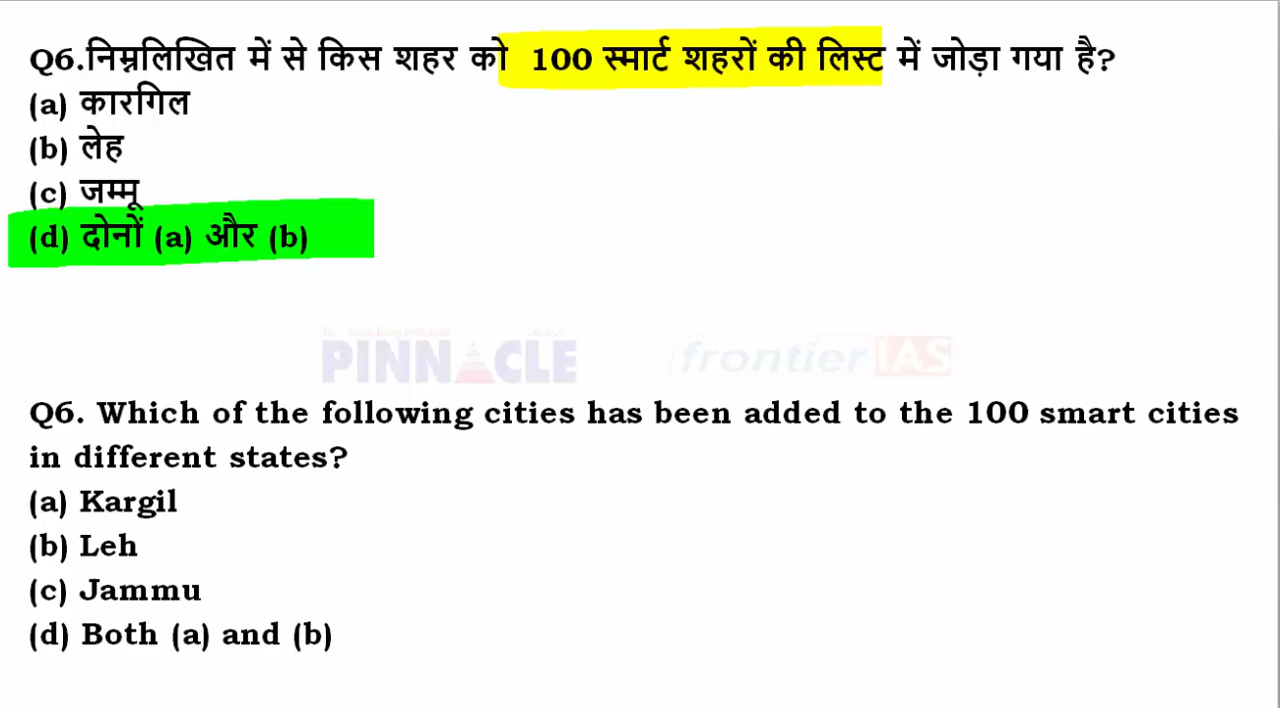 Q6.निम्नलिखित में से किस शहर को 100 स्मार्ट शहरों की लिस्ट में जोड़ा गया है?
(a) कारगिल
(b) लेह
(c) जम्मू
(d) दोनों (a) और (b)
PINNACLE frontier IAS
Q6. Which of the following cities has been added to the 100 smart cities
in different states?
(a) Kargil
(b) Leh
(c) Jammu
(d) Both (a) and (b)